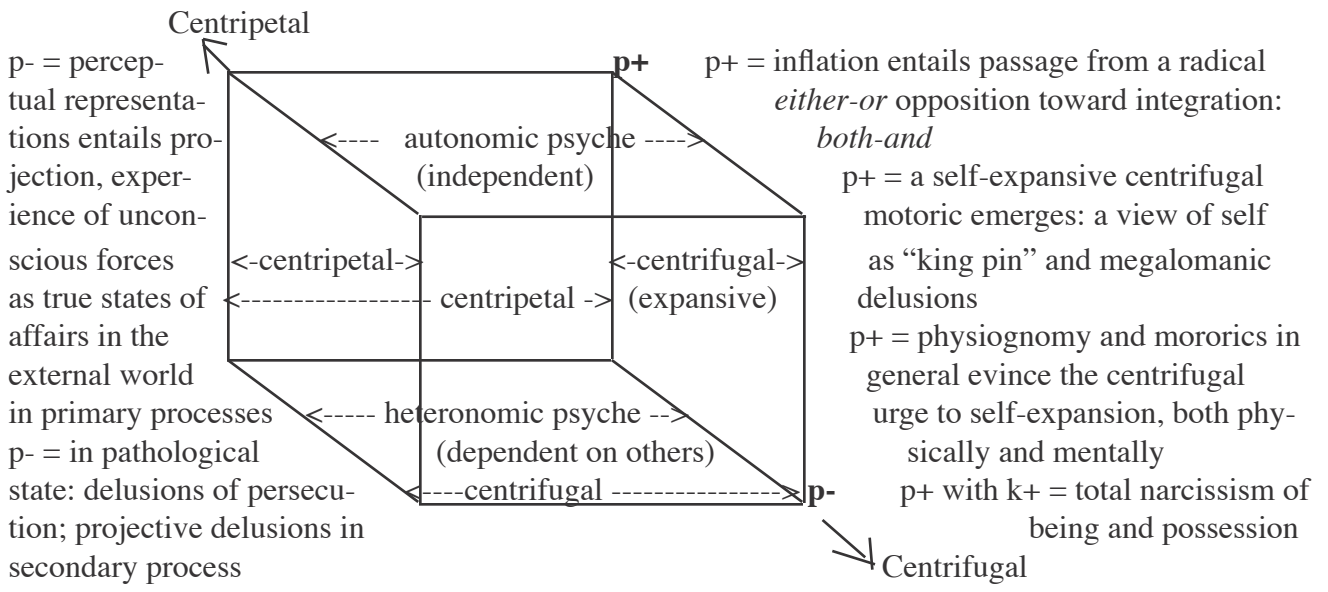 Centripetal
p- = percep-
tual representa-
tions entails pro-
jection, exper-
ience of uncon-
scious forces
as true states of
affairs in the
external world
in primary processes
p- = in pathological
state: delusions of persecu-
tion; projective delusions in
secondary process
p+
<---- autonomic psyche ---->
(independent)
<-centripetal->
<-centrifugal->
<------------------ centripetal ->
(expansive)
<----- heteronomic psyche -->
(dependent on others)
<----centrifugal ---------------->
p-
p+ = inflation entails passage from a radical
either-or opposition toward integration:
both-and
p+ = a self-expansive centrifugal
motoric emerges: a view of self
as “king pin” and megalomanic
delusions
p+ = physiognomy and mororics in
general evince the centrifugal
urge to self-expansion, both phy-
sically and mentally
p+ with k+ = total narcissism of
being and possession
Centrifugal